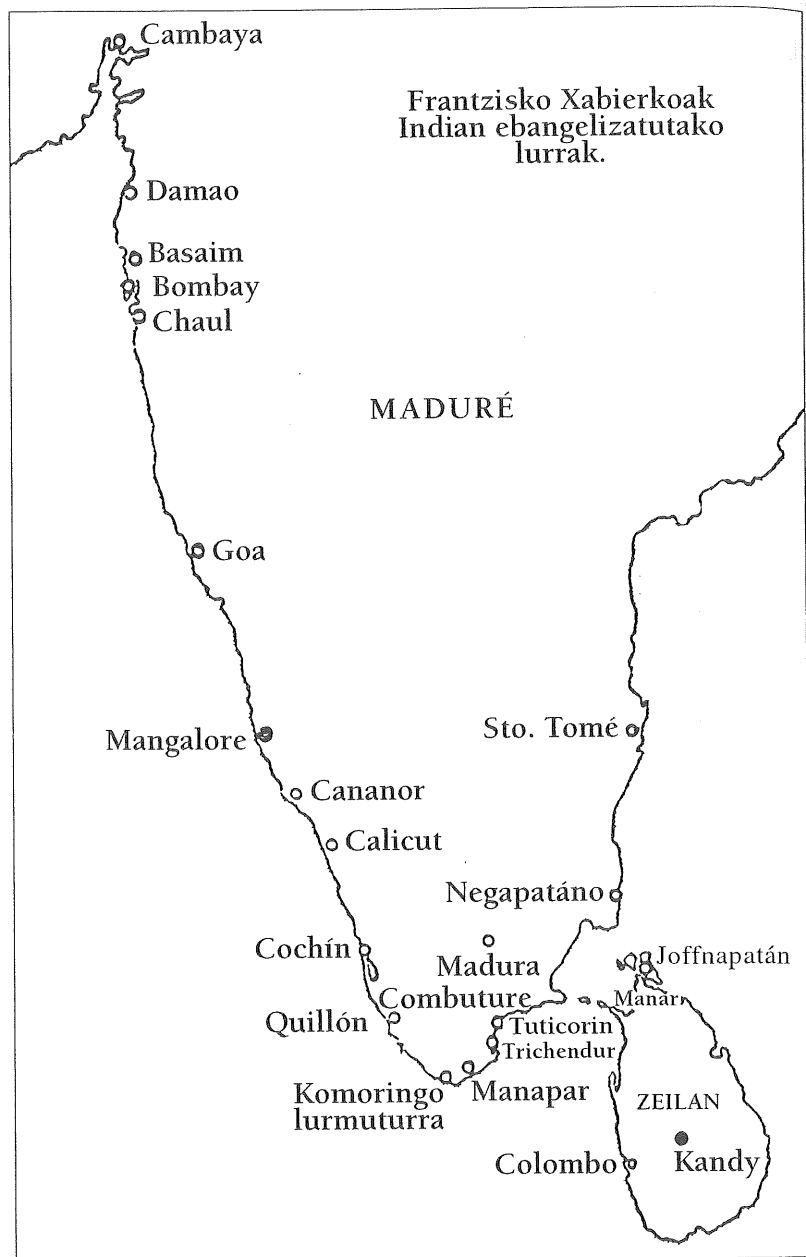 Cambaya
Frantzisko Xabierkoak
Indian ebangelizatutako
lurrak.
Damao
Basaim
Bombay
Chaul
MADURÉ
Goa
Mangalore
Sto. Tomé
Cananor
Calicut
Negapatáno
Cochín
Madura
Joffnapatán
Combuture
Manár
Quillón
Tuticorin
Trichendur
Komoringo
lurmuturra
Manapar
ZEILAN
Colombo
Kandy